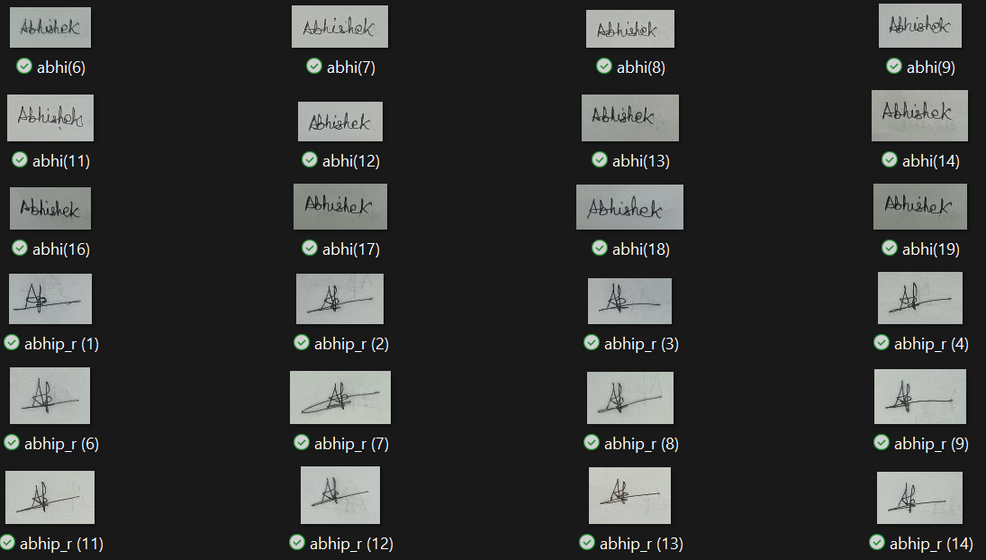 Abhishek Abhishek Abhishek Abhishek
abhi(6) abhi(7) abhi(8) abhi(9)
Abhishek Abhishek Abhishek Abhishek
abhi(11) abhi(12) abhi(13) abhi(14)
Abhishek Abhishek Abhishek Abhishek
abhi(16) abhi(17) abhi(18) abhi(19)
abhip_r (1) abhip_r (2) abhip_r (3) abhip_r (4)
abhip_r (6) abhip_r (7) abhip_r (8) abhip_r (9)
abhip_r (11) abhip_r (12) abhip_r (13) abhip_r (14)